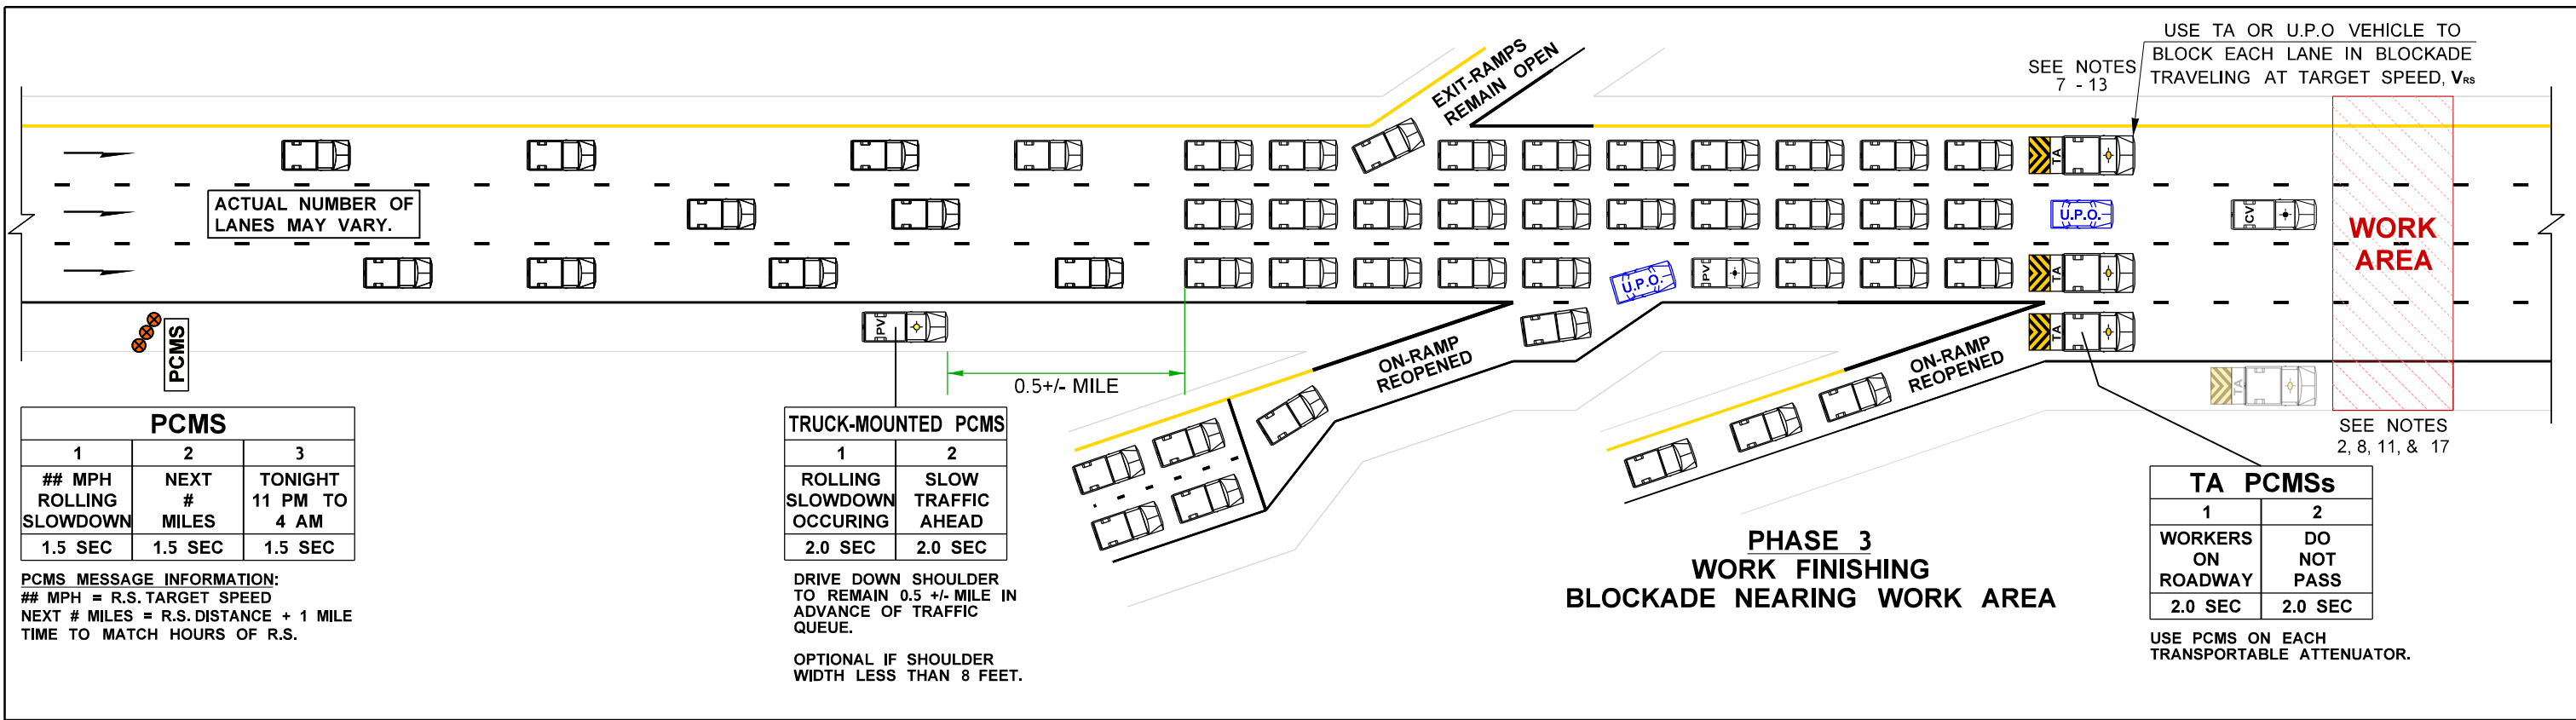 USE TA OR U.P.O VEHICLE TO
BLOCK EACH LANE IN BLOCKADE
TRAVELING AT TARGET SPEED, VRS
SEE NOTES
7 - 13
EXIT-RAMPS
REMAIN OPEN
ACTUAL NUMBER OF
LANES MAY VARY.
TA
U.P.O.
CV
WORK
AREA
U.P.O.
PV
TA
PCMS
PV
0.5+/- MILE
ON-RAMP
REOPENED
ON-RAMP
REOPENED
TA
TA
SEE NOTES
2, 8, 11, & 17
PCMS
1 2 3
## MPH NEXT TONIGHT
ROLLING # 11 PM TO
SLOWDOWN MILES 4 AM
1.5 SEC 1.5 SEC 1.5 SEC
PCMS MESSAGE INFORMATION:
## MPH = R.S. TARGET SPEED
NEXT # MILES = R.S. DISTANCE + 1 MILE
TIME TO MATCH HOURS OF R.S.
TRUCK-MOUNTED PCMS
1 2
ROLLING SLOW
SLOWDOWN TRAFFIC
OCCURING AHEAD
2.0 SEC 2.0 SEC
DRIVE DOWN SHOULDER
TO REMAIN 0.5 +/- MILE IN
ADVANCE OF TRAFFIC
QUEUE.
OPTIONAL IF SHOULDER
WIDTH LESS THAN 8 FEET.
PHASE 3
WORK FINISHING
BLOCKADE NEARING WORK AREA
TA PCMSs
1 2
WORKERS DO
ON NOT
ROADWAY PASS
2.0 SEC 2.0 SEC
USE PCMS ON EACH
TRANSPORTABLE ATTENUATOR.